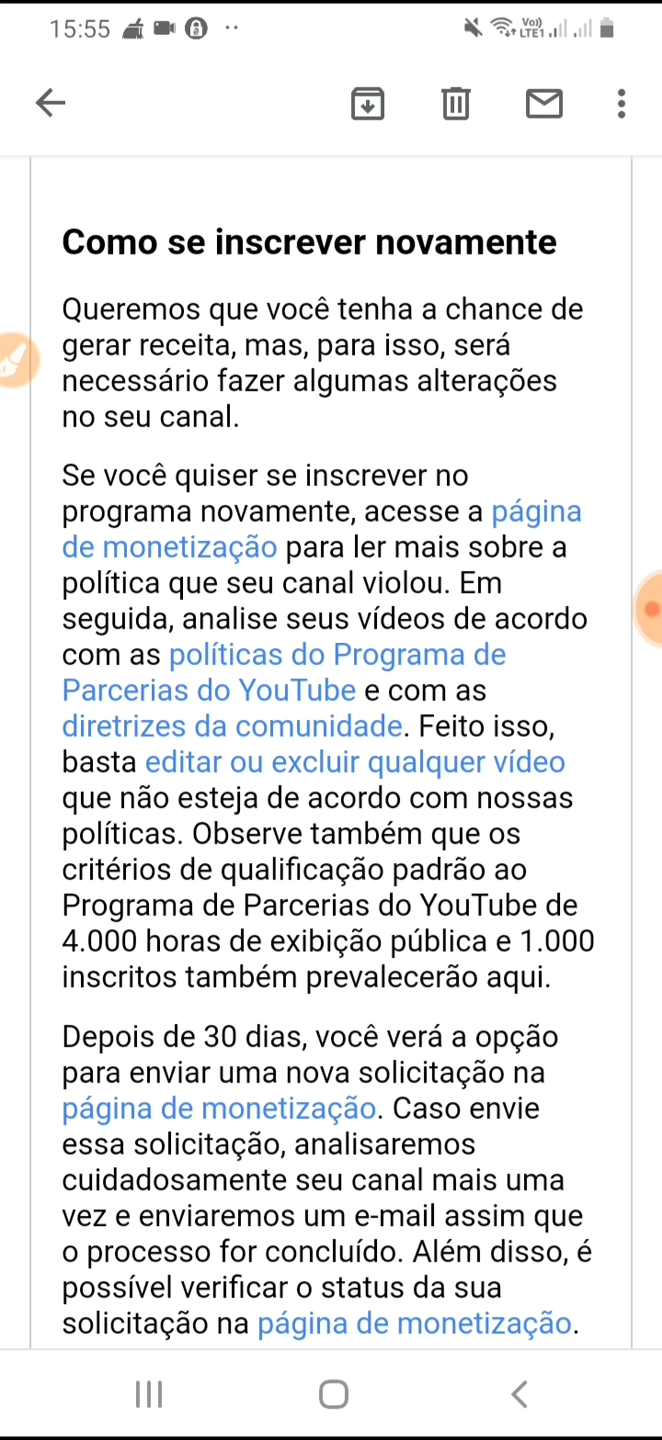 15:55
Vo))
LTE1
Como se inscrever novamente
Queremos que você tenha a chance de
gerar receita, mas, para isso, será
necessário fazer algumas alterações
no seu canal.
Se você quiser se inscrever no
programa novamente, acesse a página
de monetização para ler mais sobre a
política que seu canal violou. Em
seguida, analise seus vídeos de acordo
com as políticas do Programa de
Parcerias do YouTube e com as
diretrizes da comunidade. Feito isso,
basta editar ou excluir qualquer vídeo
que não esteja de acordo com nossas
políticas. Observe também que os
critérios de qualificação padrão ao
Programa de Parcerias do YouTube de
4.000 horas de exibição pública e 1.000
inscritos também prevalecerão aqui.
Depois de 30 dias, você verá a opção
para enviar uma nova solicitação na
página de monetização. Caso envie
essa solicitação, analisaremos
cuidadosamente seu canal mais uma
vez e enviaremos um e-mail assim que
o processo for concluído. Além disso, é
possível verificar o status da sua
solicitação na página de monetização.